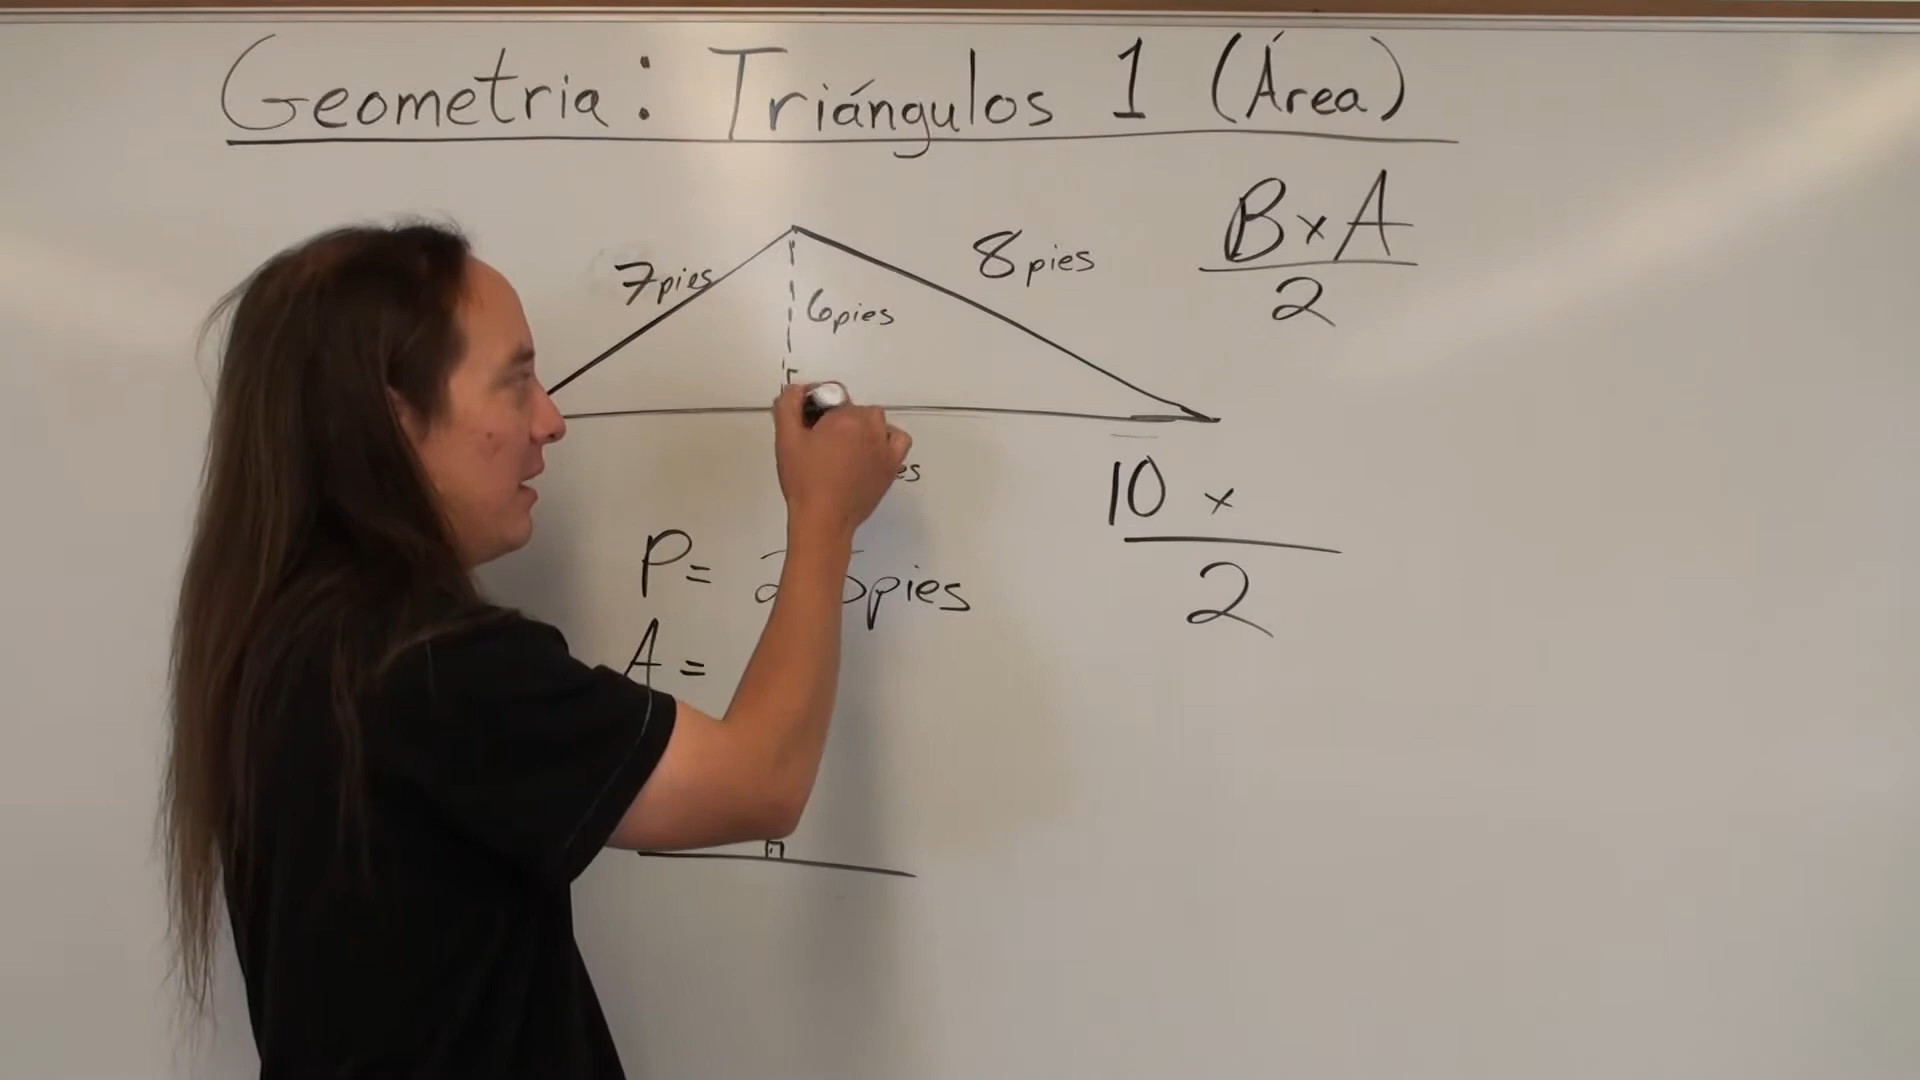 Geometria: Triángulos 1 (Área)
7pies
6pies
8pies
B x A
2
10 x
2
P=
pies
A =